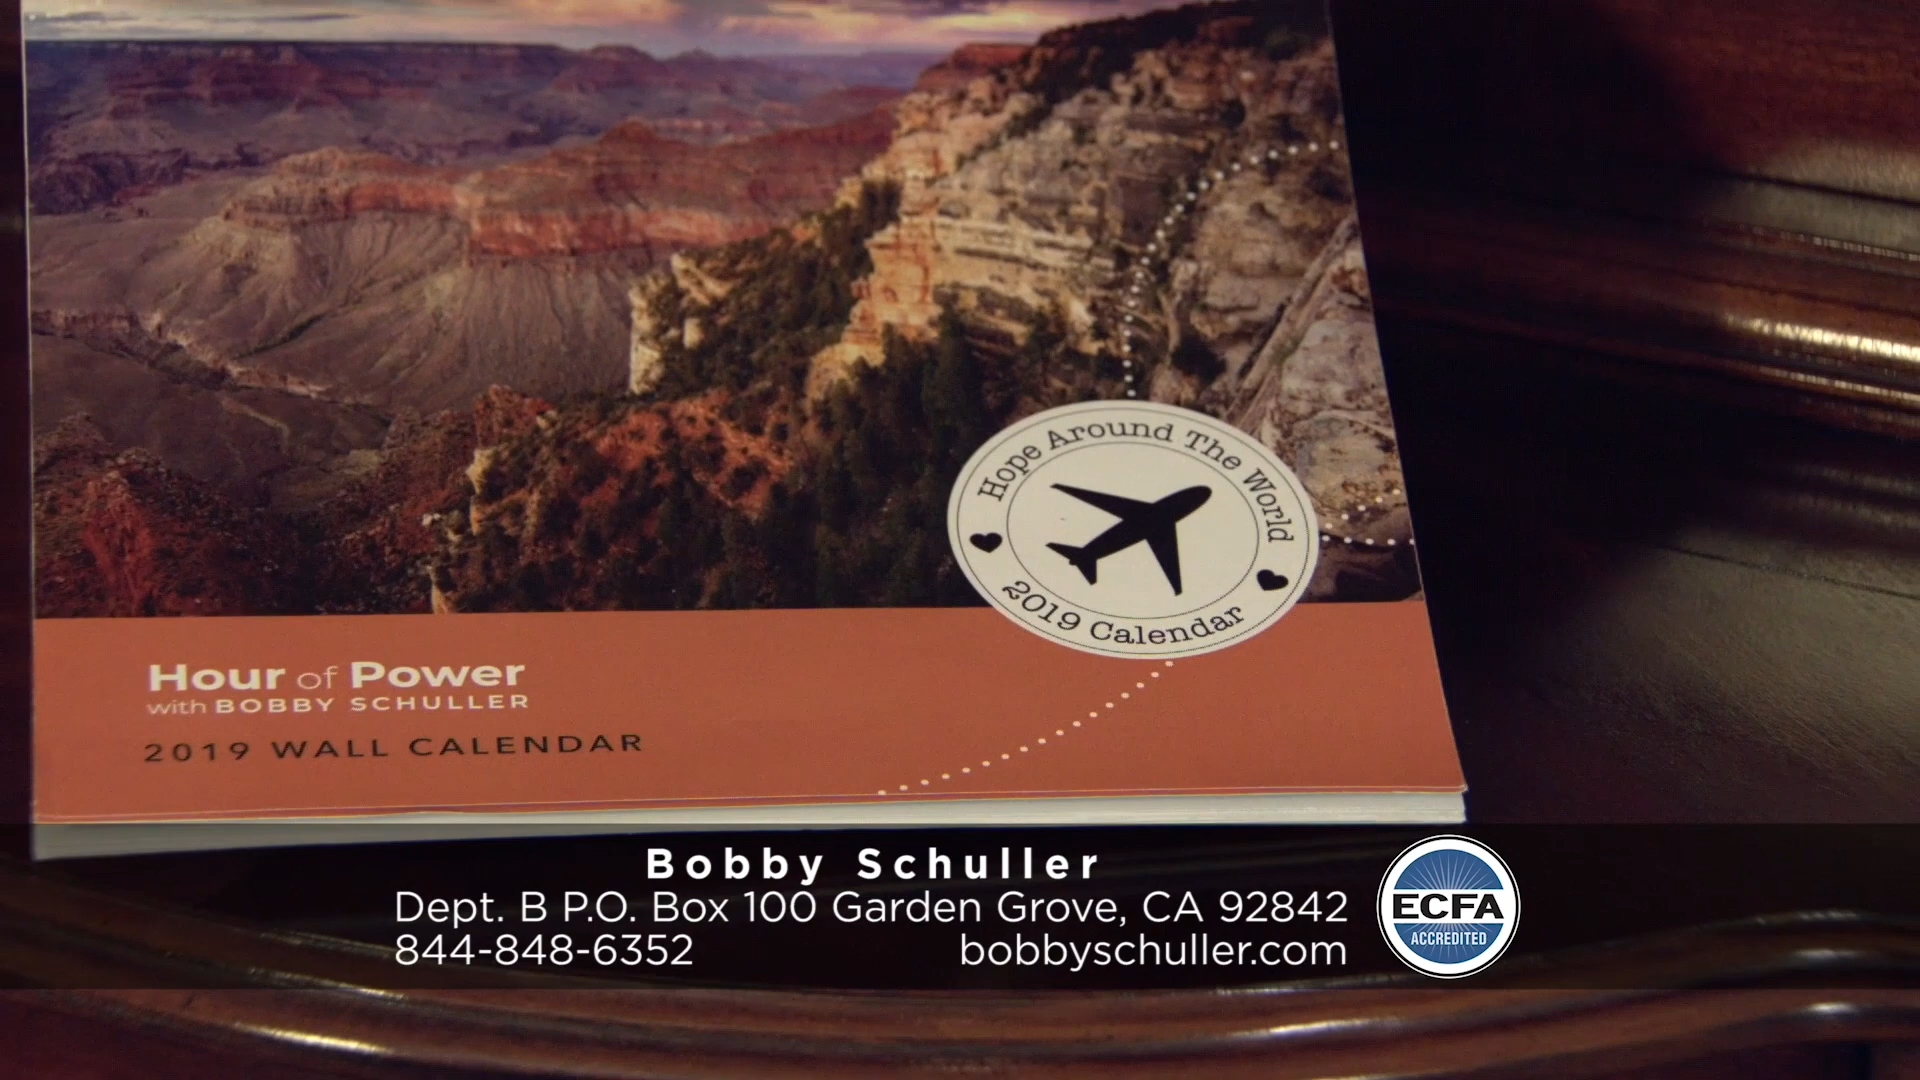 Hope Around The World
2019 Calendar
Hour of Power
with BOBBY SCHULLER
2019 WALL CALENDAR
Bobby Schuller
Dept. B P.O. Box 100 Garden Grove, CA 92842
844-848-6352 bobbyschuller.com
ECFA
ACCREDITED